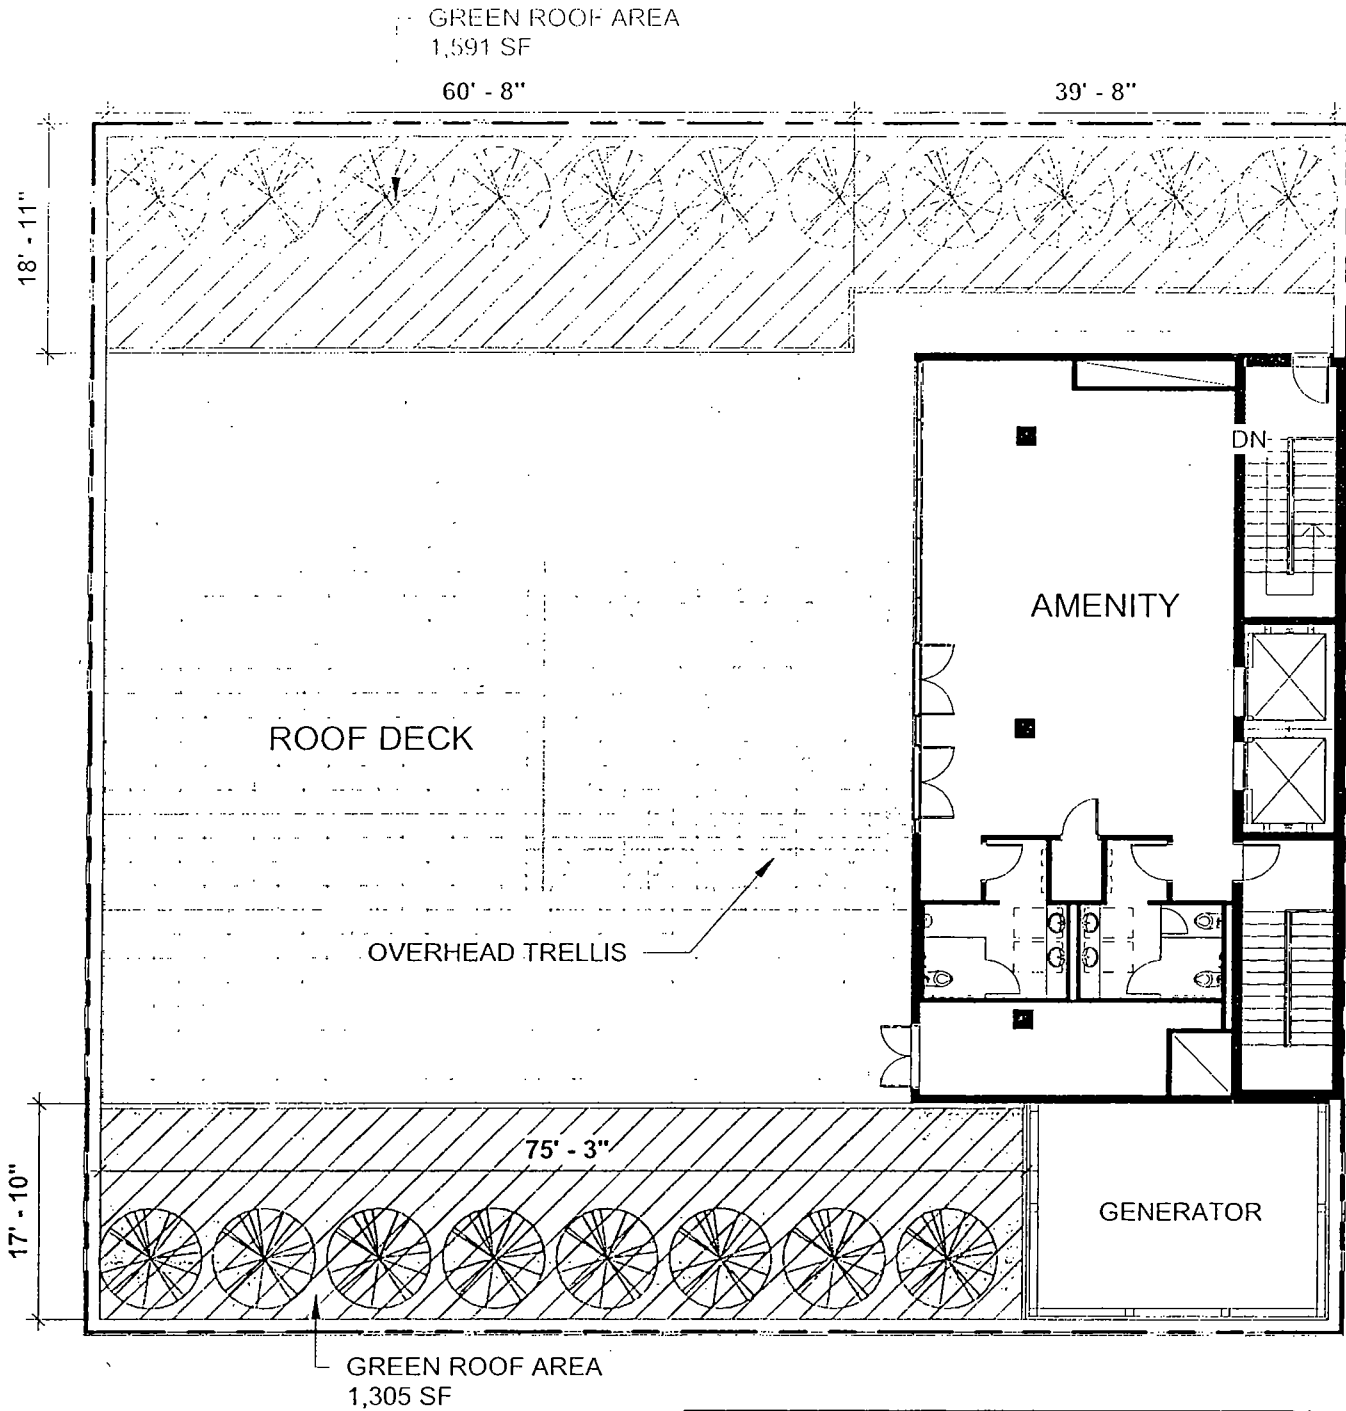 GREEN ROOF AREA
1,591 SF
60' - 8"
39' - 8"
18' - 11"
DN
AMENITY
ROOF DECK
OVERHEAD TRELLIS
75' - 3"
17' - 10"
GENERATOR
GREEN ROOF AREA
1,305 SF